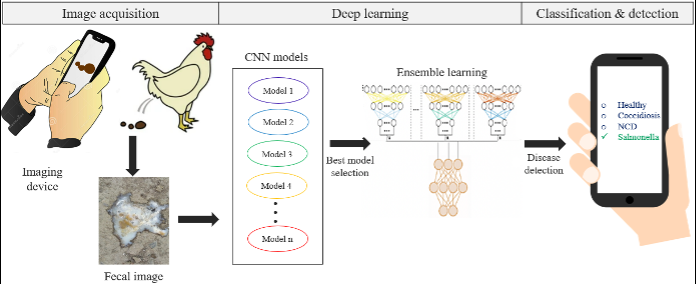 Image acquisition
Deep learning
Classification & detection
CNN models
Model 1
Model 2
Model 3
Model 4
Model n
Imaging
device
Fecal image
Best model
selection
Ensemble learning
Disease
detection
Healthy
Coccidiosis
NCD
Salmonella